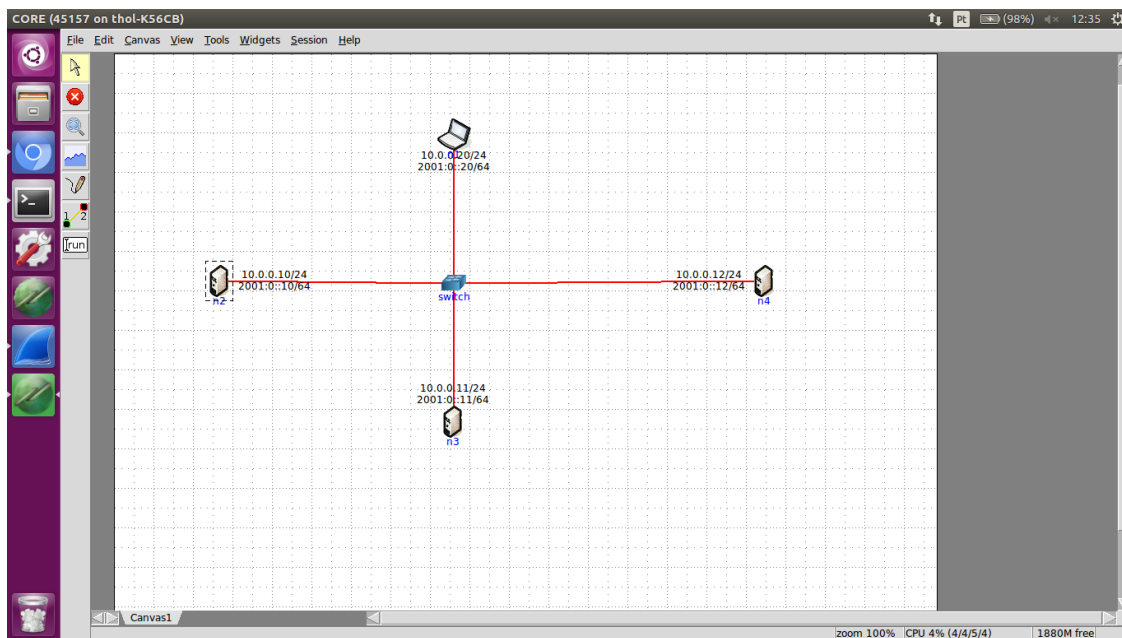 CORE (45157 on thol-K56CB)
Pt (98%) 12:35
File Edit Canvas View Tools Widgets Session Help
10.0.0.20/24
2001:0::20/64
1 2
run
10.0.0.10/24
2001:0::10/64
n2
switch
10.0.0.12/24
2001:0::12/64
n4
10.0.0.11/24
2001:0::11/64
n3
Canvas1
zoom 100% CPU 4% (4/4/5/4) 1880M free